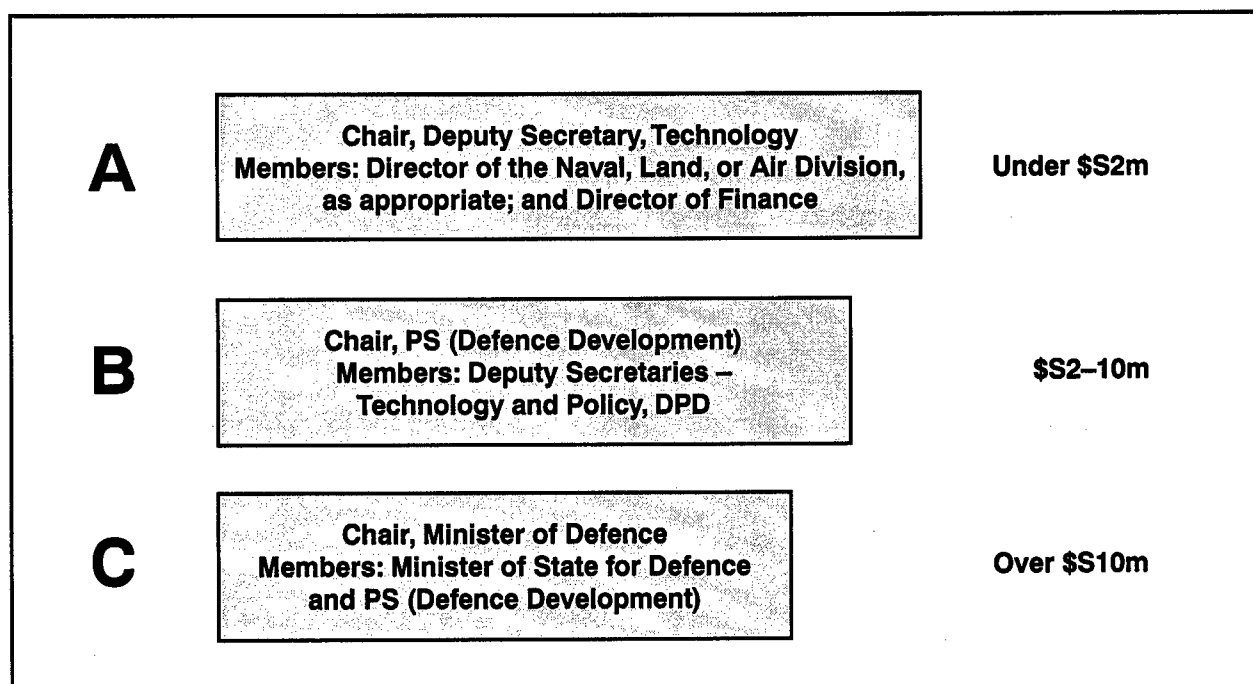 A
Chair, Deputy Secretary, Technology
Members: Director of the Naval, Land, or Air Division,
as appropriate; and Director of Finance
Under $S2m
B
Chair, PS (Defence Development)
Members: Deputy Secretaries –
Technology and Policy, DPD
$S2–10m
C
Chair, Minister of Defence
Members: Minister of State for Defence
and PS (Defence Development)
Over $S10m